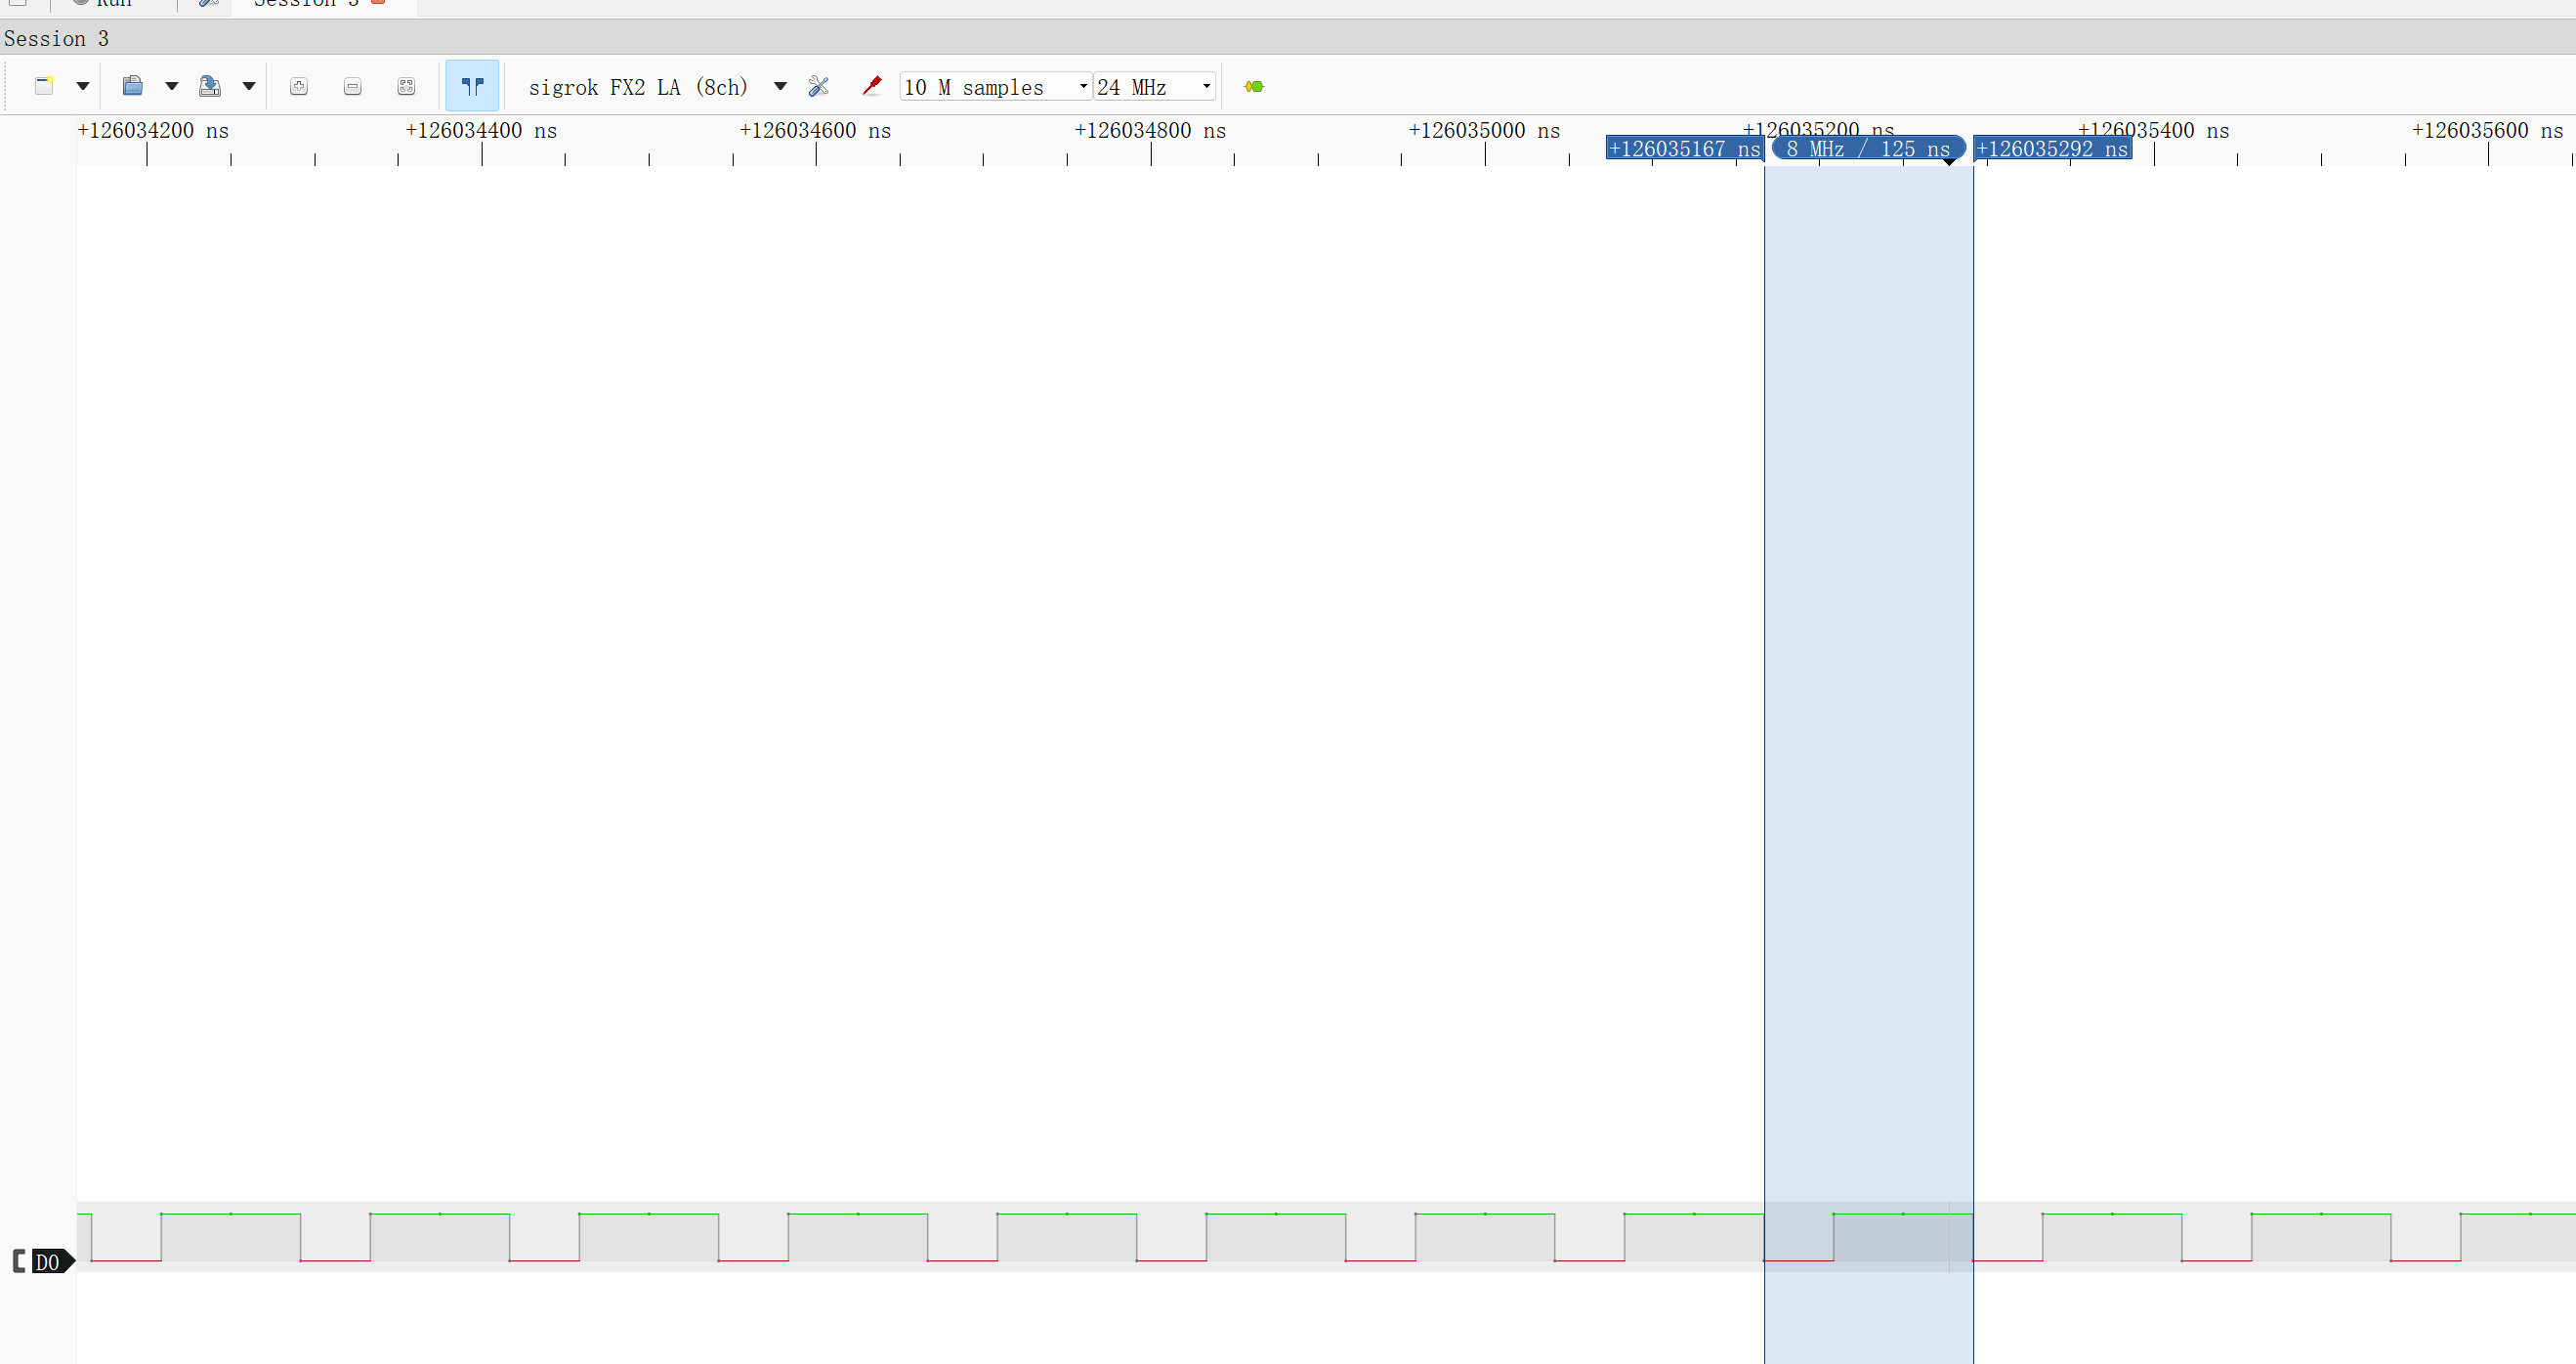 Run Session 3
Session 3
sigrok FX2 LA (8ch) 10 M samples 24 MHz
+126034200 ns +126034400 ns +126034600 ns +126034800 ns +126035000 ns +126035200 ns +126035400 ns +126035600 ns
+126035167 ns 8 MHz / 125 ns +126035292 ns
D0